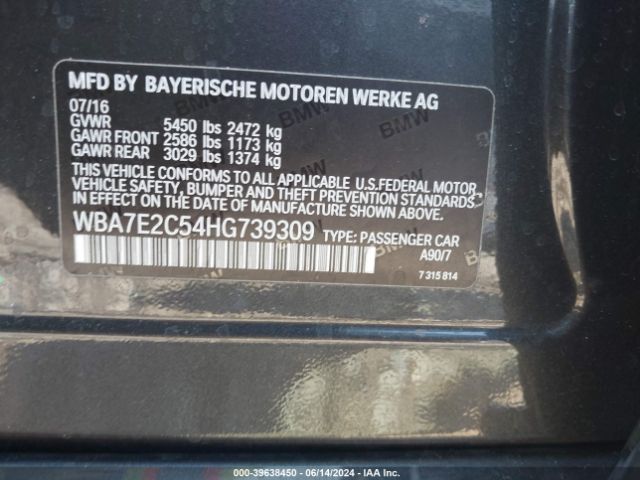 MFD BY BAYERISCHE MOTOREN WERKE AG
07/16
GVWR 5450 lbs 2472 kg
GAWR FRONT 2586 lbs 1173 kg
GAWR REAR 3029 lbs 1374 kg
THIS VEHICLE CONFORMS TO ALL APPLICABLE U.S.FEDERAL MOTOR
VEHICLE SAFETY, BUMPER AND THEFT PREVENTION STANDARDS
IN EFFECT ON THE DATE OF MANUFACTURE SHOWN ABOVE.
WBA7E2C54HG739309 TYPE: PASSENGER CAR
A90/7
7 315 814
000-39638450 - 06/14/2024 - IAA Inc.